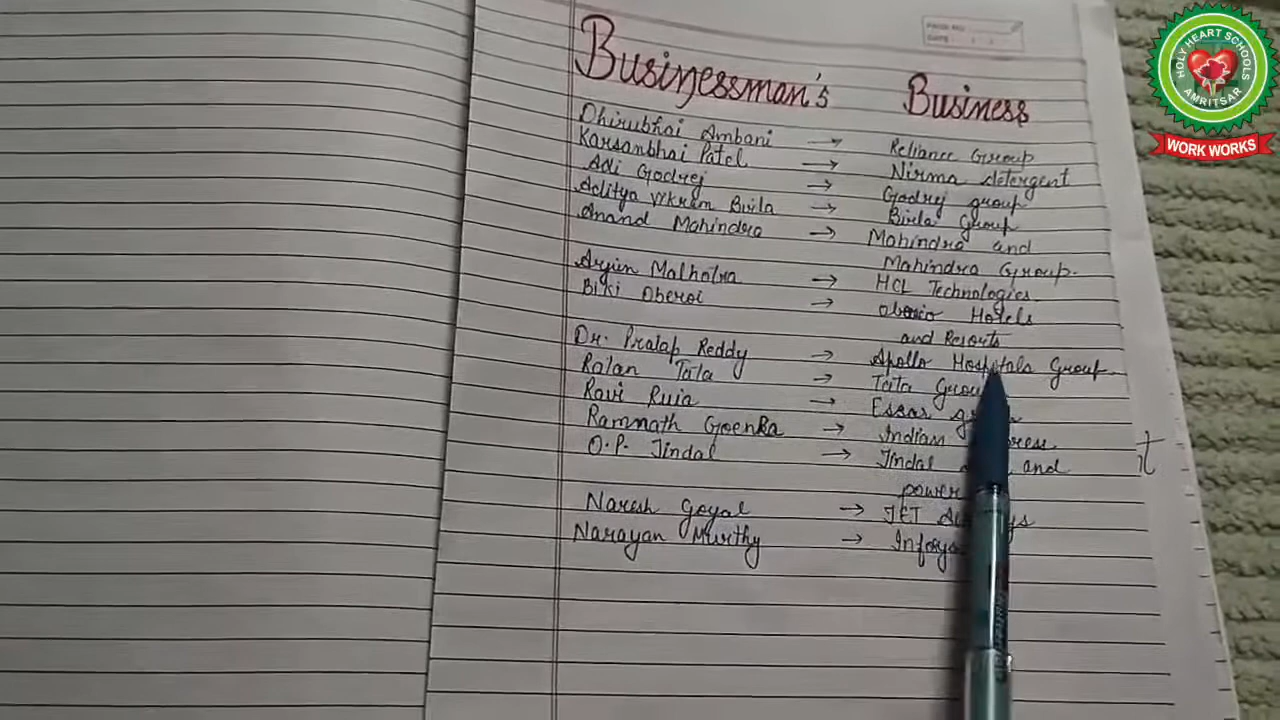 PAGE NO.
DATE
HOLY HEART SCHOOLS
AMRITSAR
WORK WORKS
Businessman's Business
Dhirubhai Ambani → Reliance Group
Karsanbhai Patel → Nirma detergent
Adi Godrej → Godrej group
Aditya Vikram Birla → Birla Group
Anand Mahindra → Mahindra and
Mahindra Group.
Arjun Malhotra → HCL Technologies
Biki Oberoi → Hotels
and Resorts
Dr. Pratap Reddy → Apollo Hospitals Group.
Ratan Tata → Tata
Ravi Ruia → Essar
Ramnath Goenka → Indian
O.P. Jindal → Jindal and
power
Naresh Goyal → JET
Narayan Murthy →